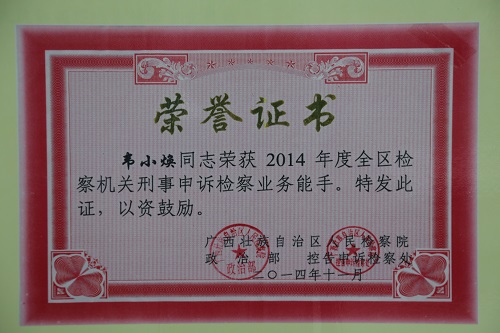 荣誉证书
韦小焕同志荣获 2014 年度全区检
察机关刑事申诉检察业务能手。特发此
证，以资鼓励。
广西壮族自治区人民检察院
政治部 控告申诉检察处
二〇一四年十一月
政治部